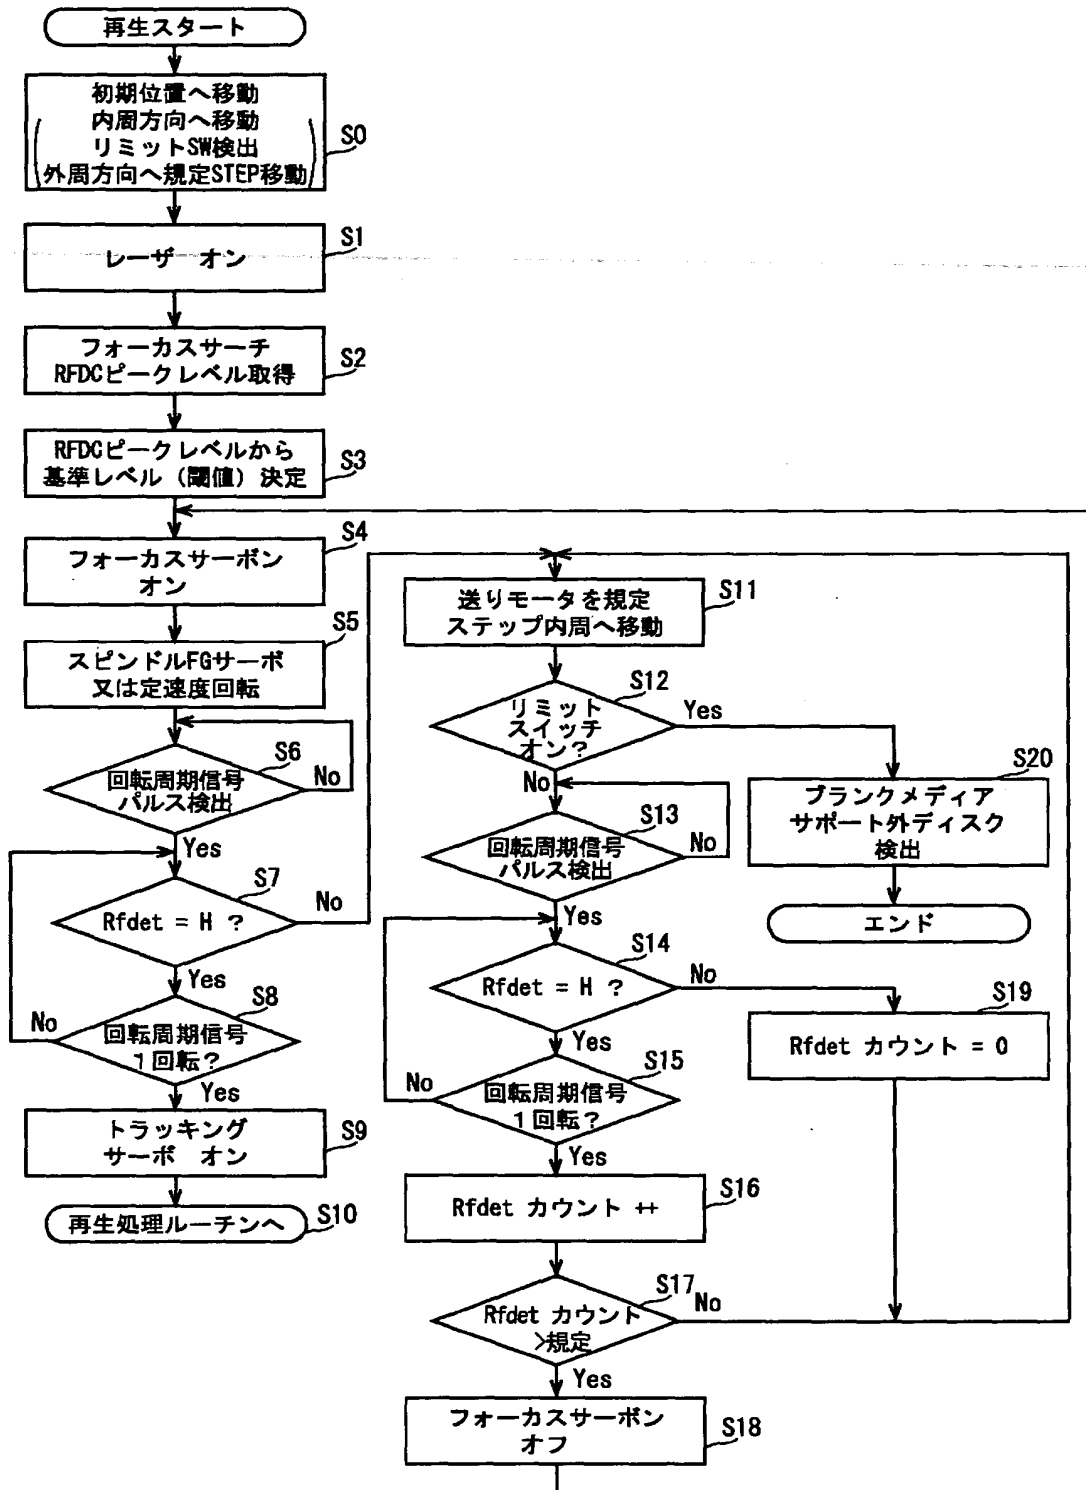 再生スタート
初期位置へ移動
内周方向へ移動
リミットSW検出
外周方向へ規定STEP移動
S0
レーザ オン
S1
フォーカスサーチ
RFDCピークレベル取得
S2
RFDCピークレベルから
基準レベル（閾値）決定
S3
フォーカスサーボン
オン
S4
スピンドルFGサーボ
又は定速度回転
S5
回転周期信号
パルス検出
S6
No
Yes
Rfdet = H ?
S7
No
Yes
回転周期信号
1回転？
S8
No
Yes
トラッキング
サーボ オン
S9
再生処理ルーチンへ
S10
送りモータを規定
ステップ内周へ移動
S11
リミット
スイッチ
オン？
S12
Yes
No
回転周期信号
パルス検出
S13
No
Yes
Rfdet = H ?
S14
No
Yes
回転周期信号
1回転？
S15
No
Yes
Rfdet カウント ++
S16
Rfdet カウント
>規定
S17
No
Yes
フォーカスサーボン
オフ
S18
Rfdet カウント = 0
S19
ブランクメディア
サポート外ディスク
検出
S20
エンド